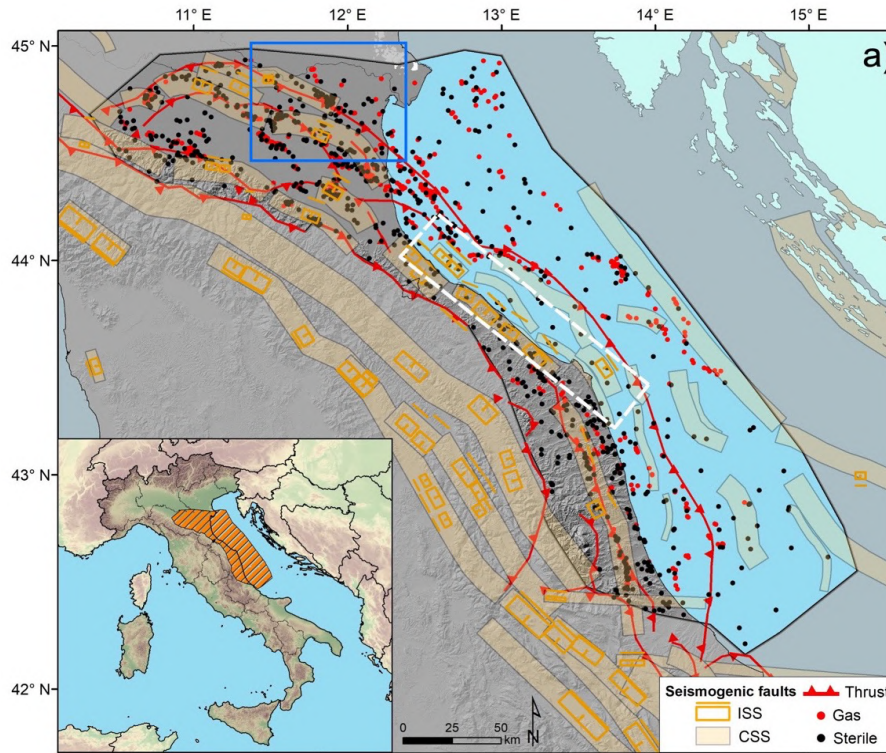 11° E 12° E 13° E 14° E 15° E
45° N
a)
44° N
43° N
42° N
Seismogenic faults
ISS
CSS
Thrust
Gas
Sterile
N
0 25 50
km